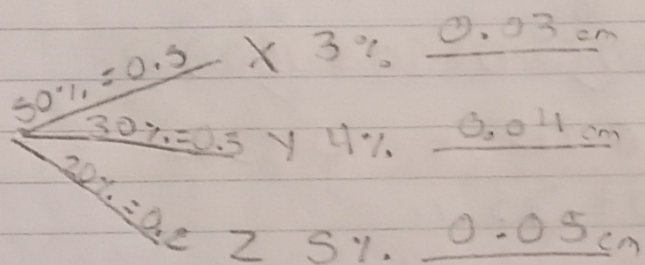 50% = 0.5 X 3% 0.03 cm
30% = 0.3 Y 4% 0.04 cm
20% = 0.2 Z 5% 0.05 cm